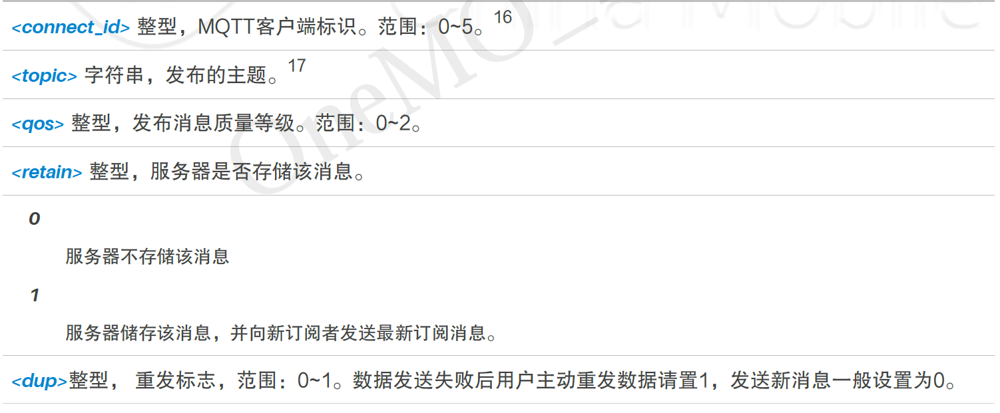 <connect_id> 整型，MQTT客户端标识。范围：0~5。16
<topic> 字符串，发布的主题。17
<qos> 整型，发布消息质量等级。范围：0~2。
<retain> 整型，服务器是否存储该消息。
0
服务器不存储该消息
1
服务器储存该消息，并向新订阅者发送最新订阅消息。
<dup>整型， 重发标志，范围：0~1。数据发送失败后用户主动重发数据请置1，发送新消息一般设置为0。
OneMO_
Mobile